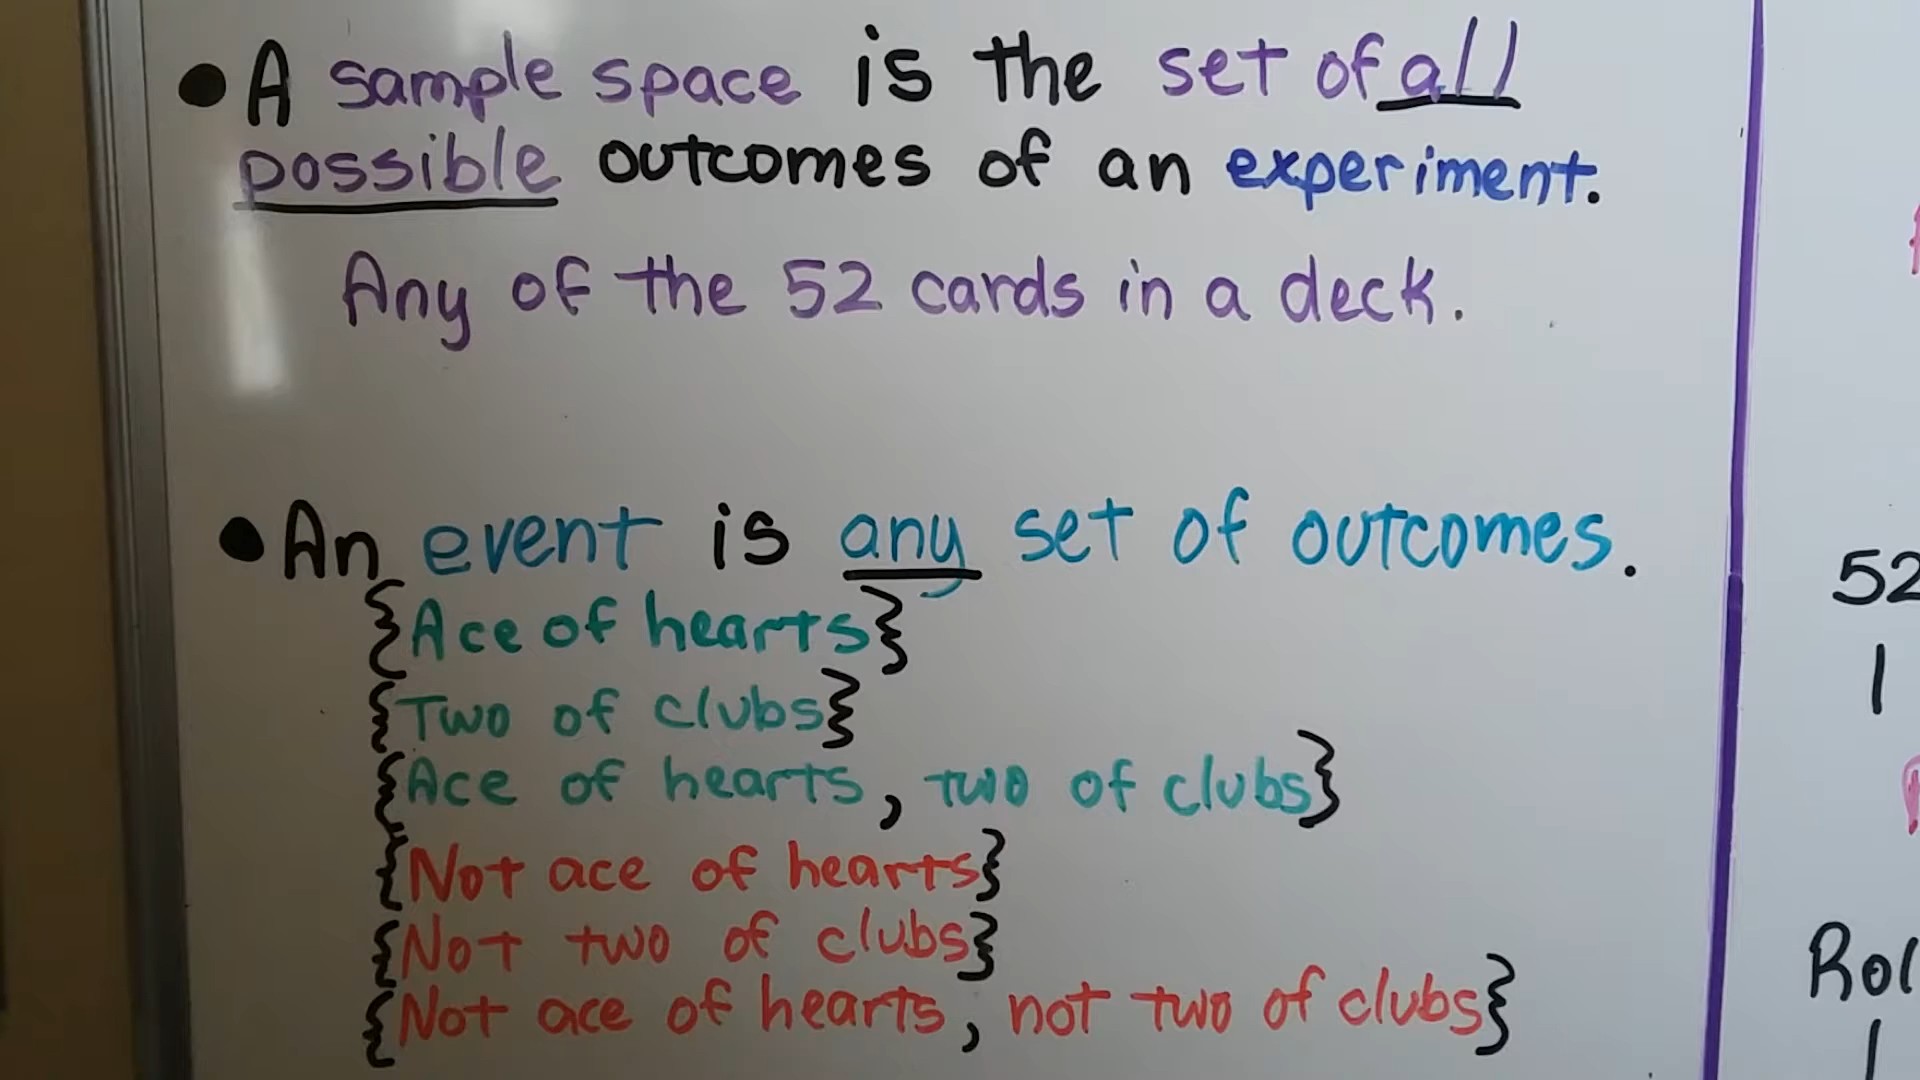 ● A sample space is the set of all
possible outcomes of an experiment.
Any of the 52 cards in a deck.
● An event is any set of outcomes.
{Ace of hearts}
{Two of clubs}
{Ace of hearts, two of clubs}
{Not ace of hearts}
{Not two of clubs}
{Not ace of hearts, not two of clubs}
52
1